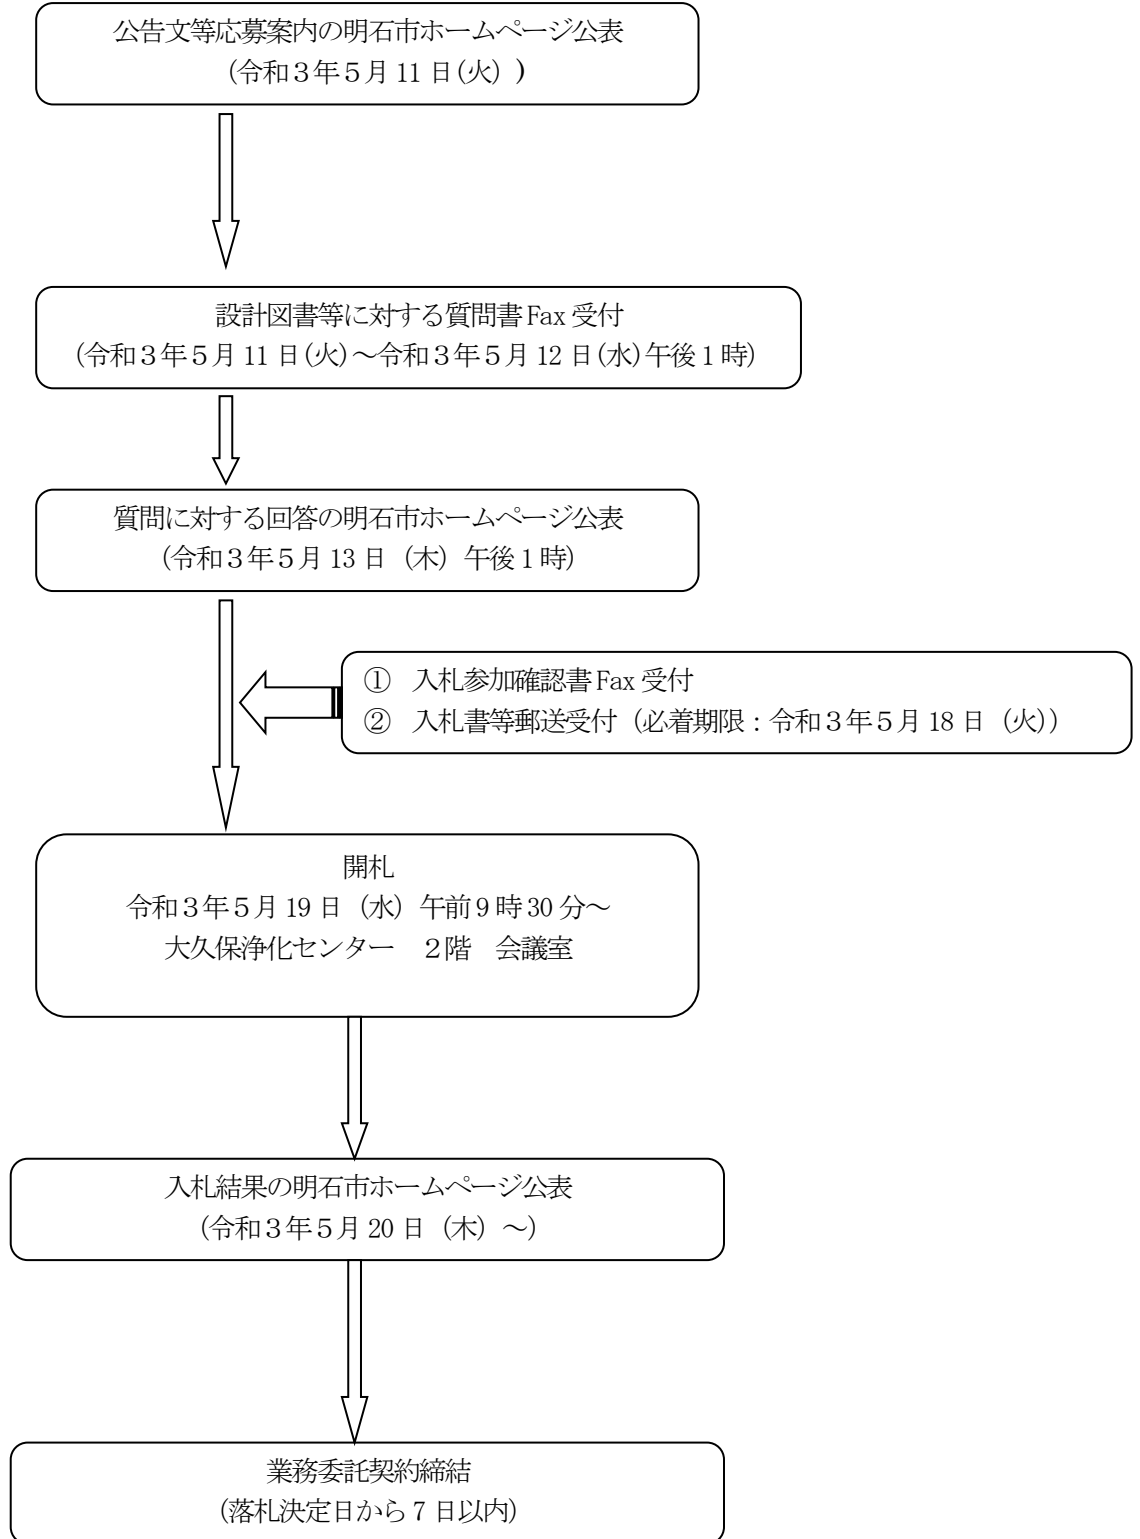 公告文等応募案内の明石市ホームページ公表
(令和３年５月11日(火))
設計図書等に対する質問書Fax受付
(令和３年５月11日(火)～令和３年５月12日(水)午後1時)
質問に対する回答の明石市ホームページ公表
(令和３年５月13日（木）午後1時)
① 入札参加確認書Fax受付
② 入札書等郵送受付（必着期限：令和３年５月18日（火））
開札
令和３年５月19日（水）午前9時30分～
大久保浄化センター　２階　会議室
入札結果の明石市ホームページ公表
(令和３年５月20日（木）～)
業務委託契約締結
(落札決定日から7日以内)